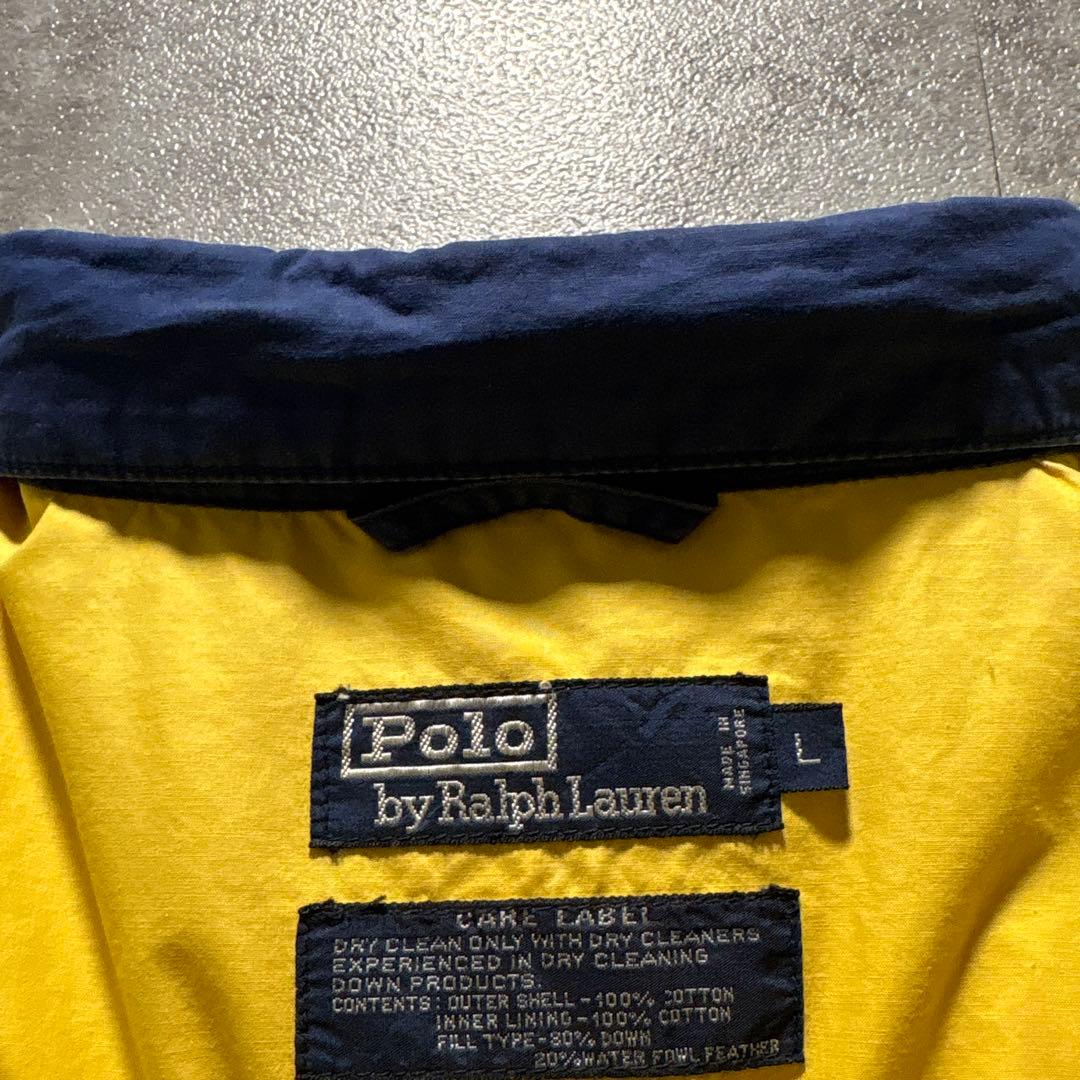 Polo
by Ralph Lauren
MADE IN
SINGAPORE
L
CARE LABEL
DRY CLEAN ONLY WITH DRY CLEANERS
EXPERIENCED IN DRY CLEANING
DOWN PRODUCTS.
CONTENTS: OUTER SHELL-100% COTTON
INNER LINING-100% COTTON
FILL TYPE-80% DOWN
20% WATER FOWL FEATHER